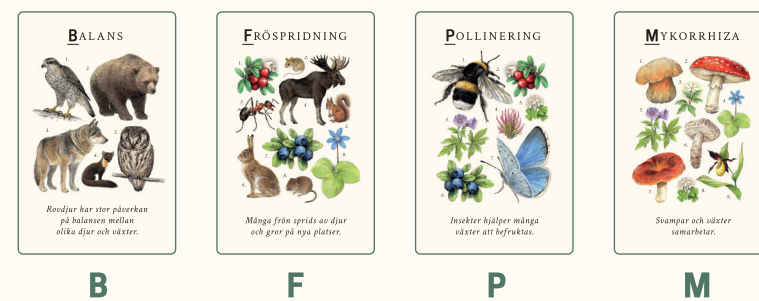 BALANS
Rovdjur har stor påverkan
på balansen mellan
olika djur och växter.
B
FRÖSPRIDNING
Många frön sprids av djur
och gror på nya platser.
F
POLLINERING
Insekter hjälper många
växter att befruktas.
P
MYKORRHIZA
Svampar och växter
samarbetar.
M